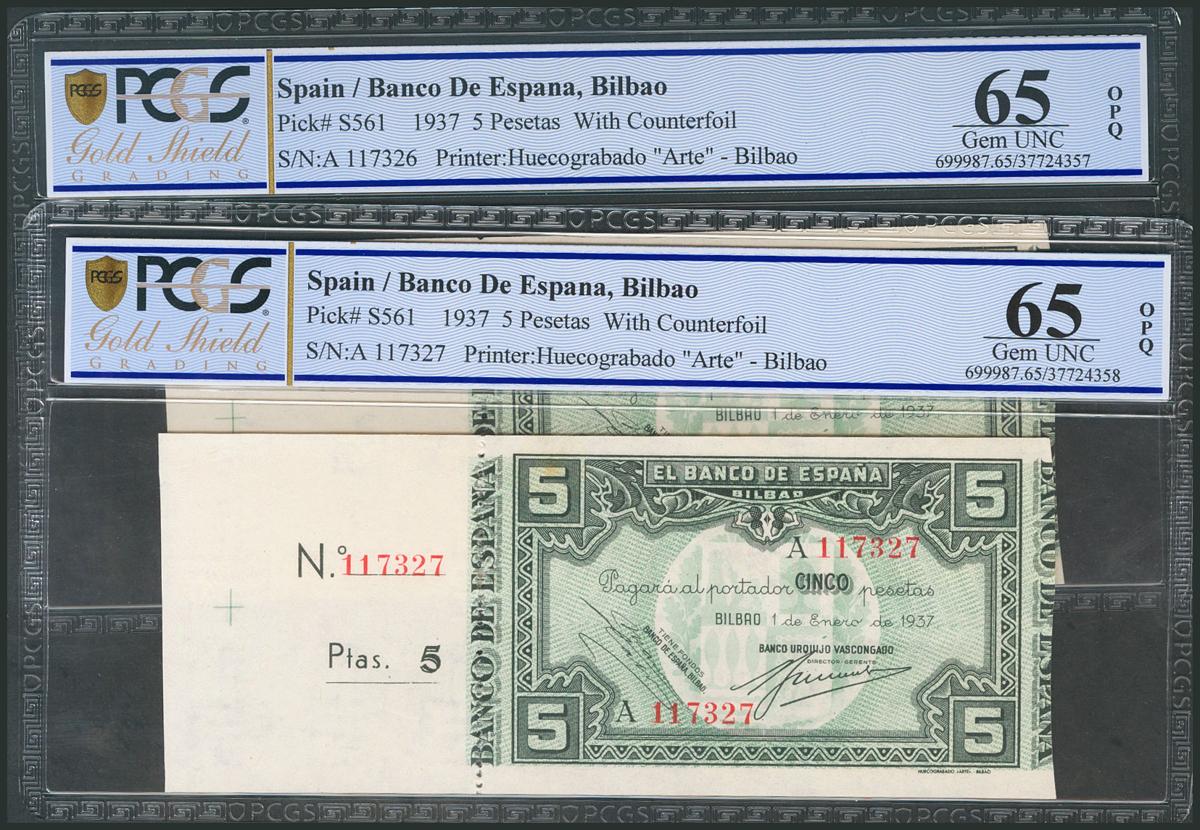 PCGS
PCGS
Gold Shield
GRADING
Spain / Banco De Espana, Bilbao
Pick# S561 1937 5 Pesetas With Counterfoil
S/N:A 117326 Printer:Huecograbado "Arte" - Bilbao
65
Gem UNC
699987.65/37724357
OPQ
PCGS
PCGS
Gold Shield
GRADING
Spain / Banco De Espana, Bilbao
Pick# S561 1937 5 Pesetas With Counterfoil
S/N:A 117327 Printer:Huecograbado "Arte" - Bilbao
65
Gem UNC
699987.65/37724358
OPQ
BILBAO 1 de Enero de 1937
N.º 117327
Ptas. 5
BANCO DE ESPAÑA
5
EL BANCO DE ESPAÑA
BILBAO
5
A 117327
Pagará al portador CINCO pesetas
BILBAO 1 de Enero de 1937.
TIENE FONDOS
BANCO DE ESPAÑA, BILBAO.
BANCO URQUIJO VASCONGADO
DIRECTOR - GERENTE
A 117327
5
5
BANCO DE ESPAÑA
HUECOGRABADO «ARTE» - BILBAO